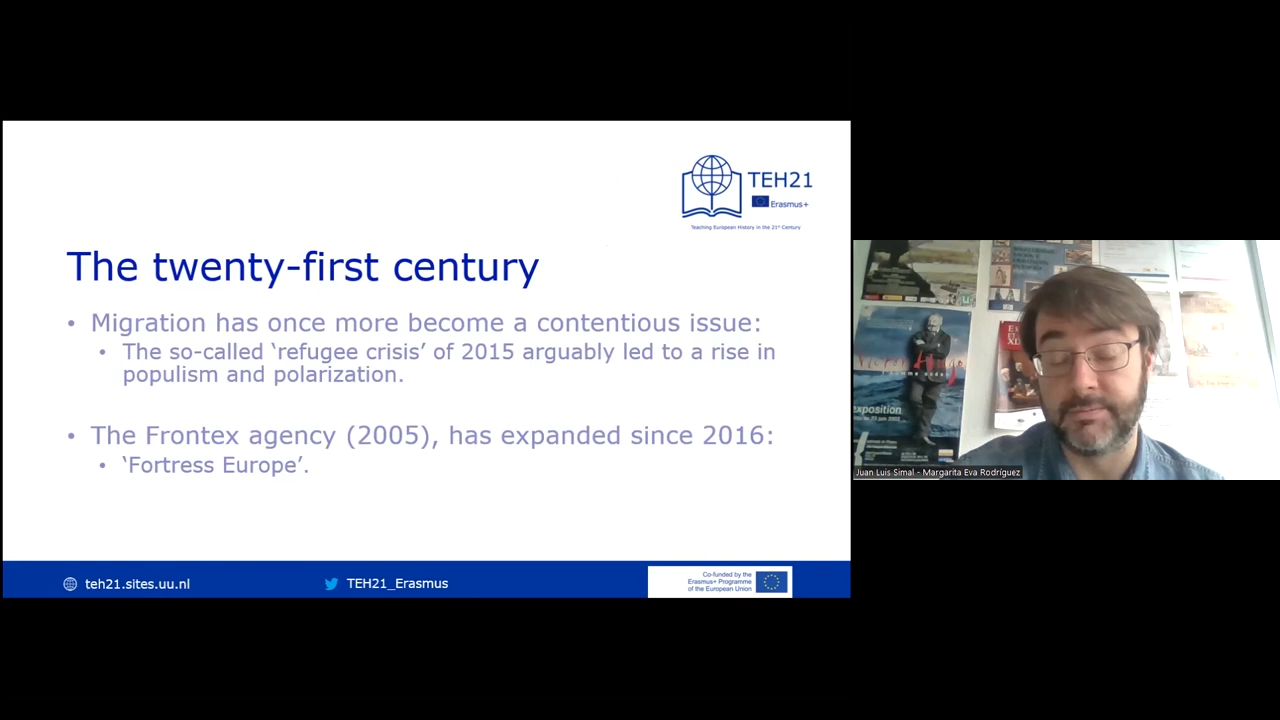 TEH21
Erasmus+
Teaching European History in the 21st Century
The twenty-first century
• Migration has once more become a contentious issue:
• The so-called ‘refugee crisis’ of 2015 arguably led to a rise in
populism and polarization.
• The Frontex agency (2005), has expanded since 2016:
• ‘Fortress Europe’.
teh21.sites.uu.nl
TEH21_Erasmus
Co-funded by the
Erasmus+ Programme
of the European Union
exposition
Juan Luis Simal - Margarita Eva Rodríguez